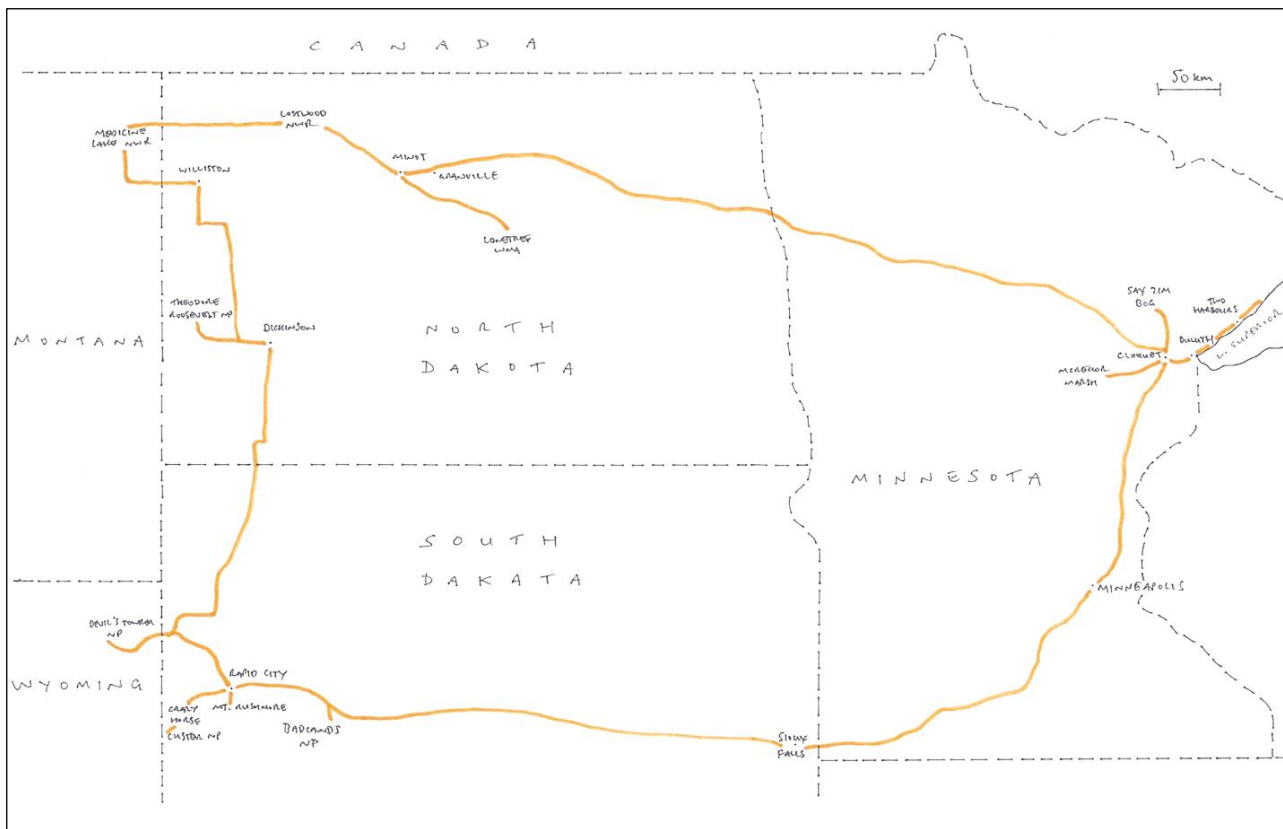 CANADA
50 km
LOSTWOOD
NWR
MEDICINE
LAKE NWR
MINOT
GRANVILLE
WILLISTON
LONETREE
WMA
SAX ZIM
BOG
TWO
HARBOURS
THEODORE
ROOSEVELT NP
DICKINSON
NORTH
DAKOTA
MONTANA
DULUTH
L. SUPERIOR
CLOQUET
MCGREGOR
MARSH
MINNESOTA
SOUTH
DAKATA
MINNEAPOLIS
DEVIL'S TOWER
NP
WYOMING
RAPID CITY
CRAZY
HORSE
MT. RUSHMORE
CUSTER NP
BADLANDS
NP
SIOUX
FALLS